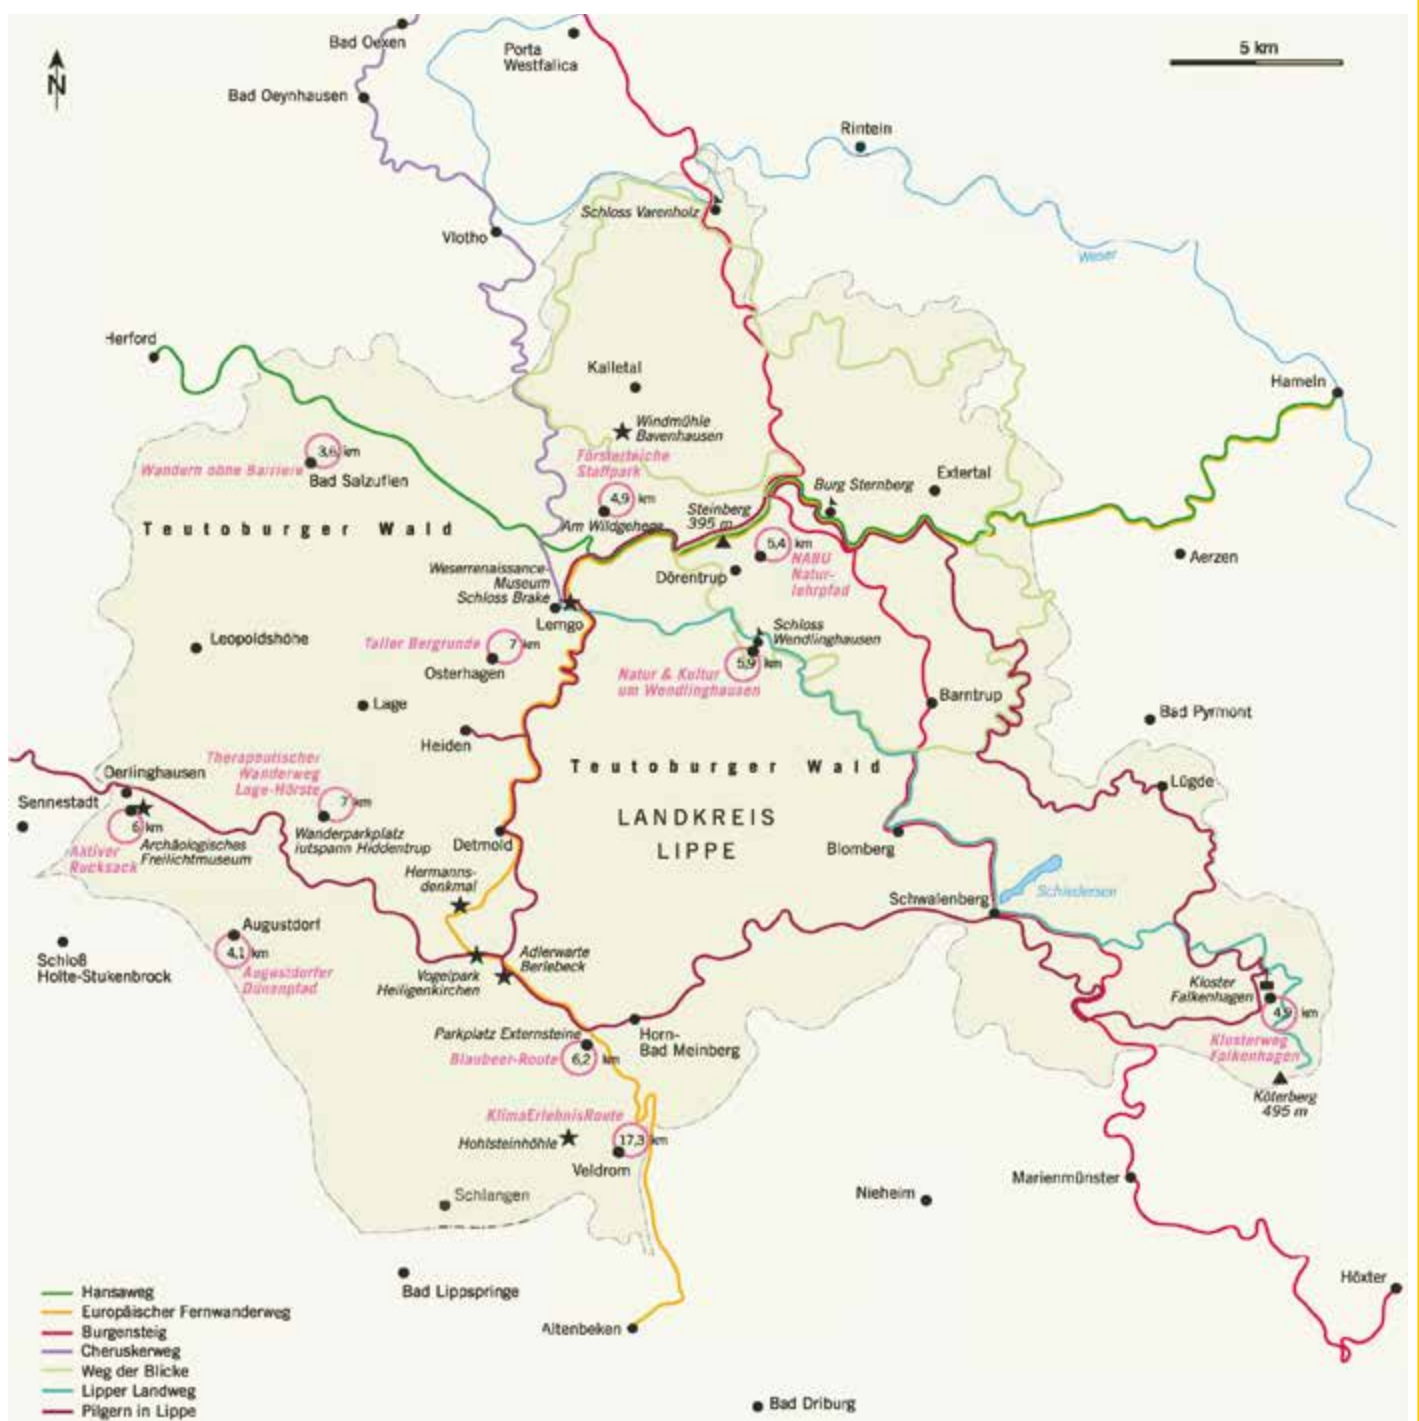 Bad Oexen
Porta
Westfalica
5 km
N
Bad Oeynhausen
Rinteln
Schloss Varenholz
Vlotho
Weser
Herford
Kalletal
Hameln
Windmühle
Bavenhausen
Wandern ohne Barriere
3,6 km
Bad Salzuflen
Försterteiche
Staffpark
4,9 km
Am Wildgehege
Steinberg
395 m
Burg Sternberg
Extertal
Teutoburger Wald
5,4 km
NABU
Natur-
lehrpfad
Aerzen
Weserrenaissance-
Museum
Schloss Brake
Dörentrup
Lemgo
Leopoldshöhe
Taller Bergrunde
7 km
Osterhagen
Schloss
Wendlinghausen
5,9 km
Natur & Kultur
um Wendlinghausen
Lage
Barntrup
Bad Pyrmont
Heiden
Therapeutischer
Wanderweg
Lage-Hörste
7 km
Oerlinghausen
Teutoburger Wald
Lügde
Sennestadt
6 km
Aktiver
Rucksack
Archäologisches
Freilichtmuseum
Wanderparkplatz
iutspann Hiddentrup
Detmold
LANDKREIS
LIPPE
Blomberg
Hermanns-
denkmal
Schwalenberg
Schiedersee
Augustdorf
4,1 km
Augustdorfer
Dünenpfad
Schloß
Holte-Stukenbrock
Adlerwarte
Berlebeck
Vogelpark
Heiligenkirchen
Kloster
Falkenhagen
4,9 km
Klosterweg
Falkenhagen
Parkplatz Externsteine
Blaubeer-Route
6,2 km
Horn-
Bad Meinberg
Köterberg
495 m
KlimaErlebnisRoute
Hohlsteinhöhle
17,3 km
Veldrom
Schlangen
Marienmünster
Nieheim
Bad Lippspringe
Höxter
Altenbeken
Bad Driburg
Hansaweg
Europäischer Fernwanderweg
Burgensteig
Cheruskerweg
Weg der Blicke
Lipper Landweg
Pilgern in Lippe